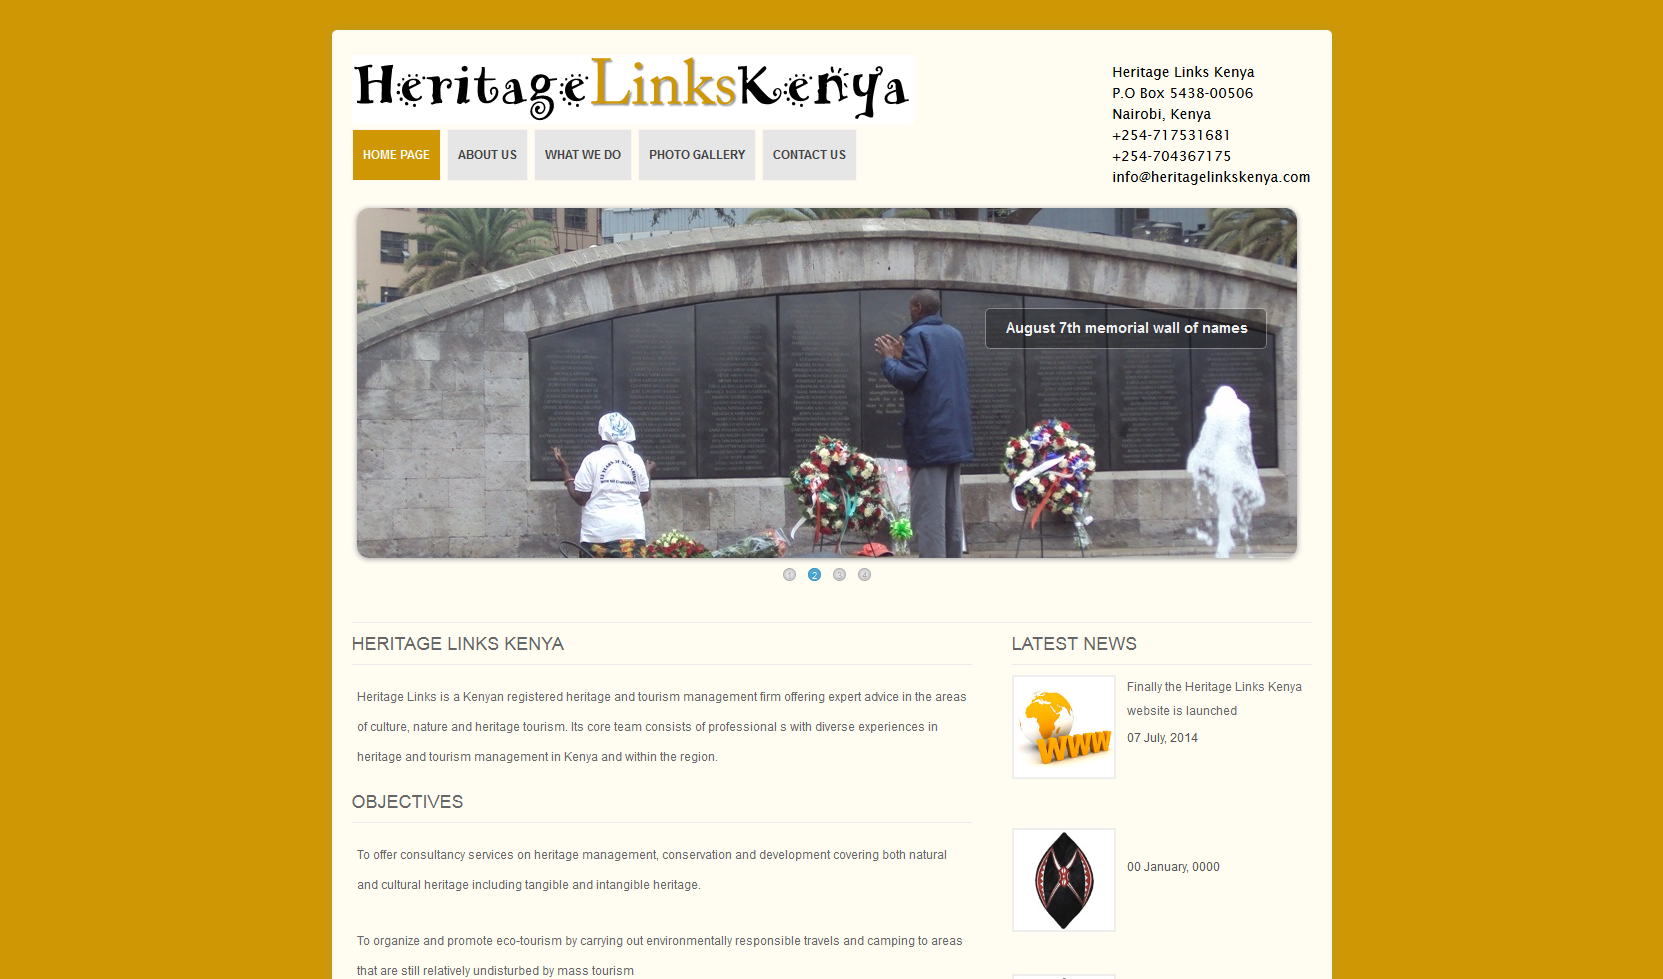 HeritageLinksKenya
Heritage Links Kenya
P.O Box 5438-00506
Nairobi, Kenya
+254-717531681
+254-704367175
info@heritagelinkskenya.com
HOME PAGE
ABOUT US
WHAT WE DO
PHOTO GALLERY
CONTACT US
August 7th memorial wall of names
1
2
3
4
HERITAGE LINKS KENYA
Heritage Links is a Kenyan registered heritage and tourism management firm offering expert advice in the areas
of culture, nature and heritage tourism. Its core team consists of professional s with diverse experiences in
heritage and tourism management in Kenya and within the region.
OBJECTIVES
To offer consultancy services on heritage management, conservation and development covering both natural
and cultural heritage including tangible and intangible heritage.
To organize and promote eco-tourism by carrying out environmentally responsible travels and camping to areas
that are still relatively undisturbed by mass tourism
LATEST NEWS
WWW
Finally the Heritage Links Kenya
website is launched
07 July, 2014
00 January, 0000